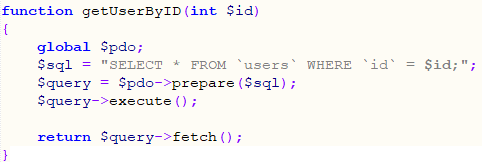 function getUserByID(int $id)
{
    global $pdo;
    $sql = "SELECT * FROM `users` WHERE `id` = $id;";
    $query = $pdo->prepare($sql);
    $query->execute();

    return $query->fetch();
}